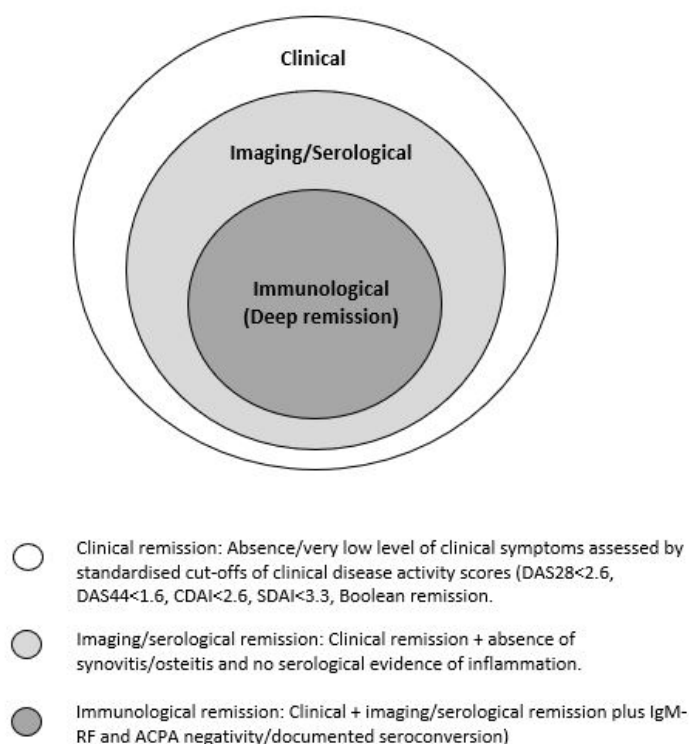 Clinical
Imaging/Serological
Immunological
(Deep remission)
Clinical remission: Absence/very low level of clinical symptoms assessed by
standardised cut-offs of clinical disease activity scores (DAS28<2.6,
DAS44<1.6, CDAI<2.6, SDAI<3.3, Boolean remission.
Imaging/serological remission: Clinical remission + absence of
synovitis/osteitis and no serological evidence of inflammation.
Immunological remission: Clinical + imaging/serological remission plus IgM-
RF and ACPA negativity/documented seroconversion)